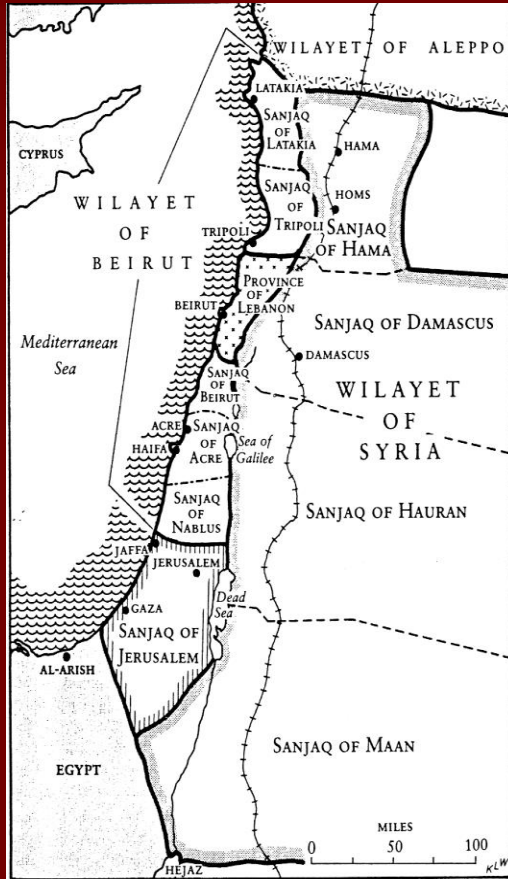 WILAYET OF ALEPPO
LATAKIA
SANJAQ
OF
LATAKIA
CYPRUS
HAMA
HOMS
WILAYET
OF
BEIRUT
SANJAQ
OF
TRIPOLI
TRIPOLI
SANJAQ
OF HAMA
PROVINCE
OF
LEBANON
BEIRUT
Mediterranean
Sea
SANJAQ OF DAMASCUS
DAMASCUS
SANJAQ
OF
BEIRUT
WILAYET
OF
SYRIA
ACRE
SANJAQ
OF
ACRE
HAIFA
Sea of
Galilee
SANJAQ
OF
NABLUS
SANJAQ OF HAURAN
JAFFA
JERUSALEM
GAZA
Dead
Sea
SANJAQ OF
JERUSALEM
AL-ARISH
EGYPT
SANJAQ OF MAAN
HEJAZ
MILES
0 50 100
KLW